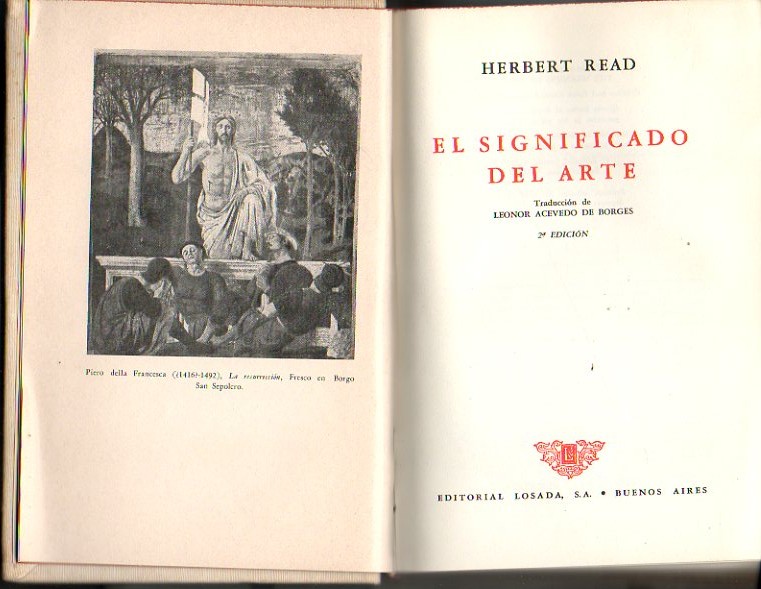 Piero della Francesca (¿1416?-1492), La resurrección, Fresco en Borgo
San Sepolcro.
HERBERT READ
EL SIGNIFICADO
DEL ARTE
Traducción de
LEONOR ACEVEDO DE BORGES
2ª EDICIÓN
EDITORIAL LOSADA, S.A. • BUENOS AIRES